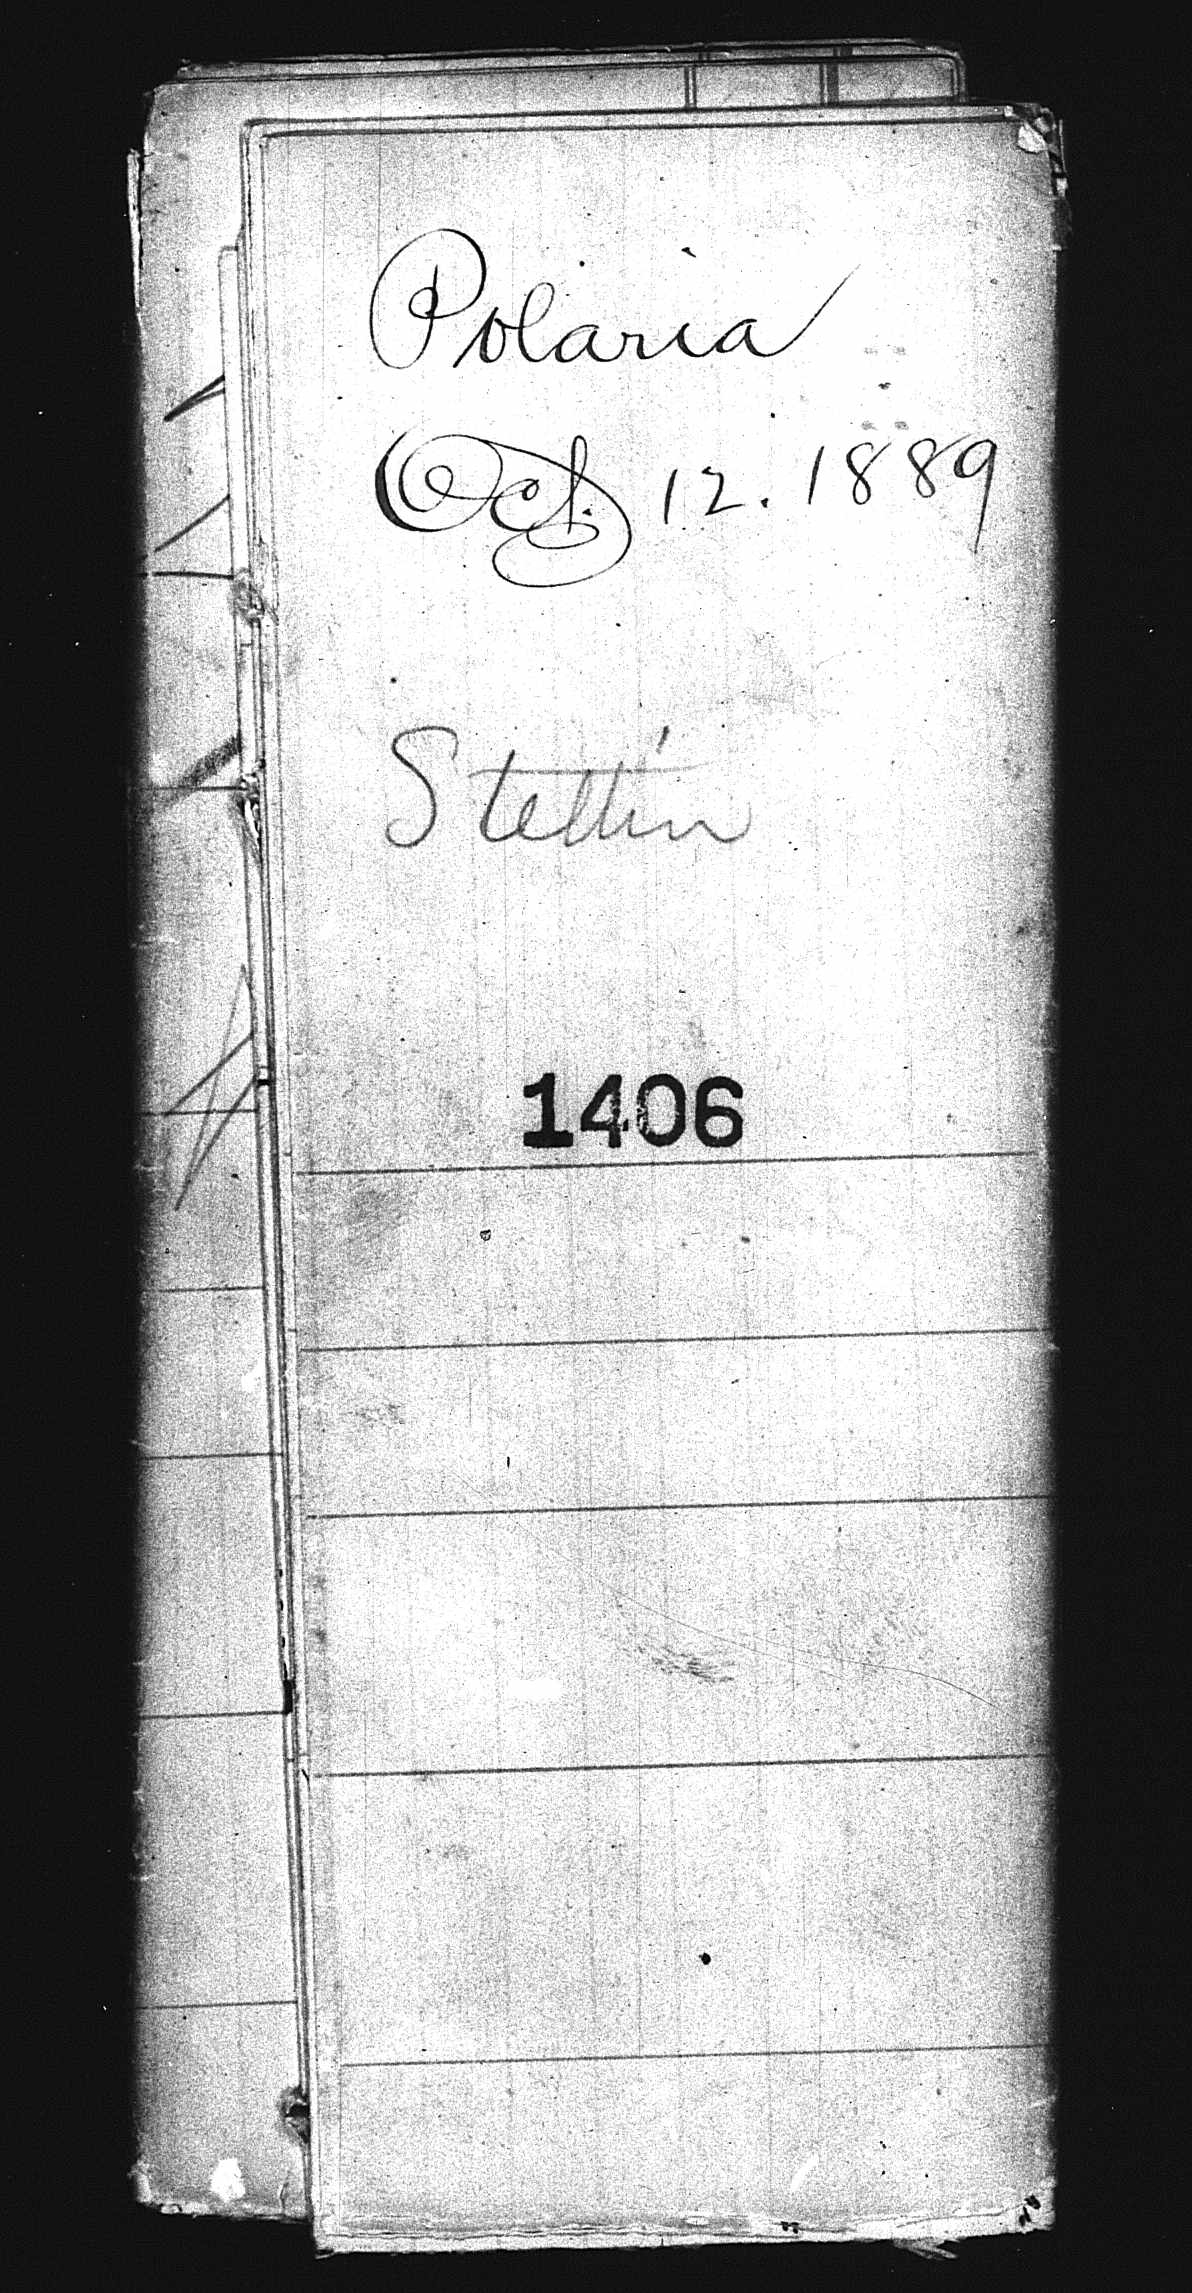 Polaria
Oct. 12. 1889
Stettin
1406